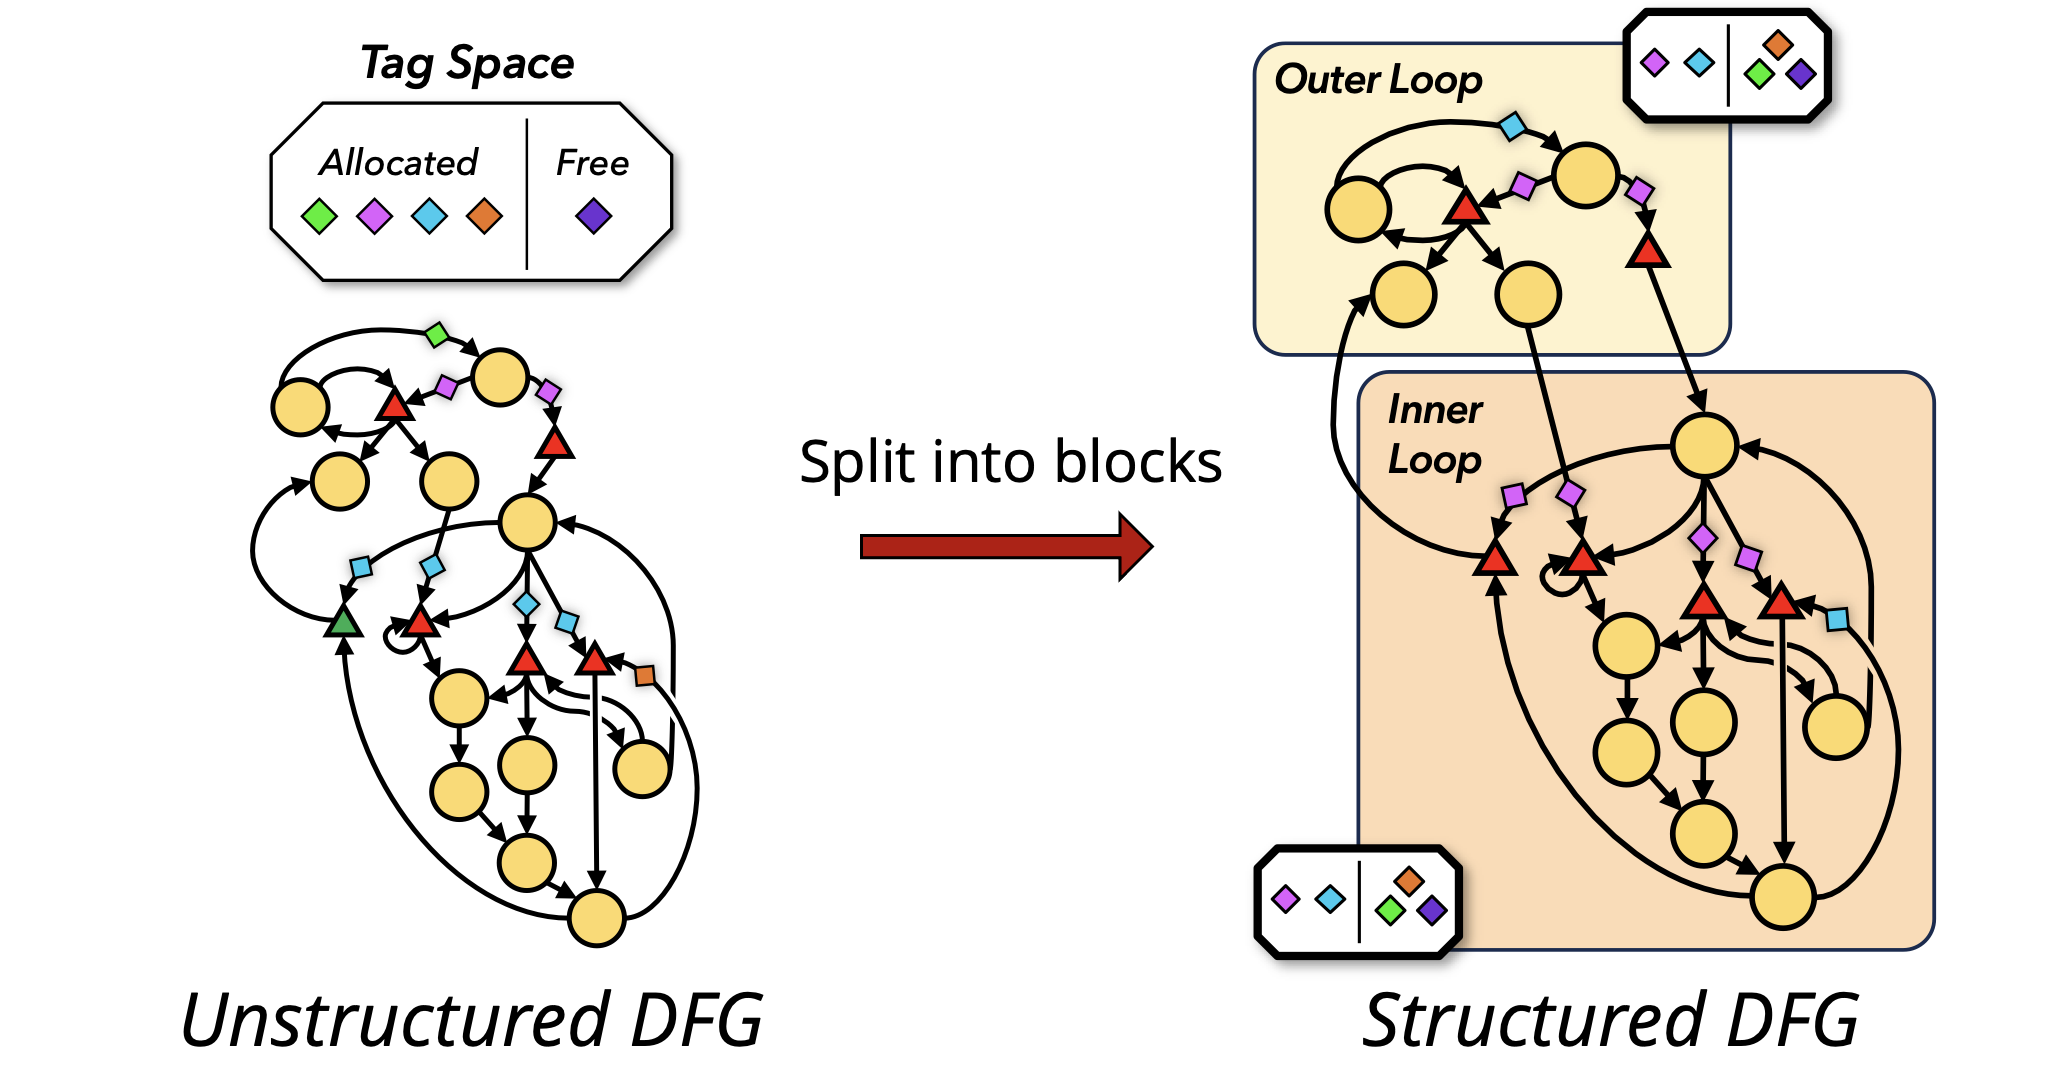 Tag Space
Allocated
Free
Unstructured DFG
Split into blocks
Outer Loop
Inner
Loop
Structured DFG